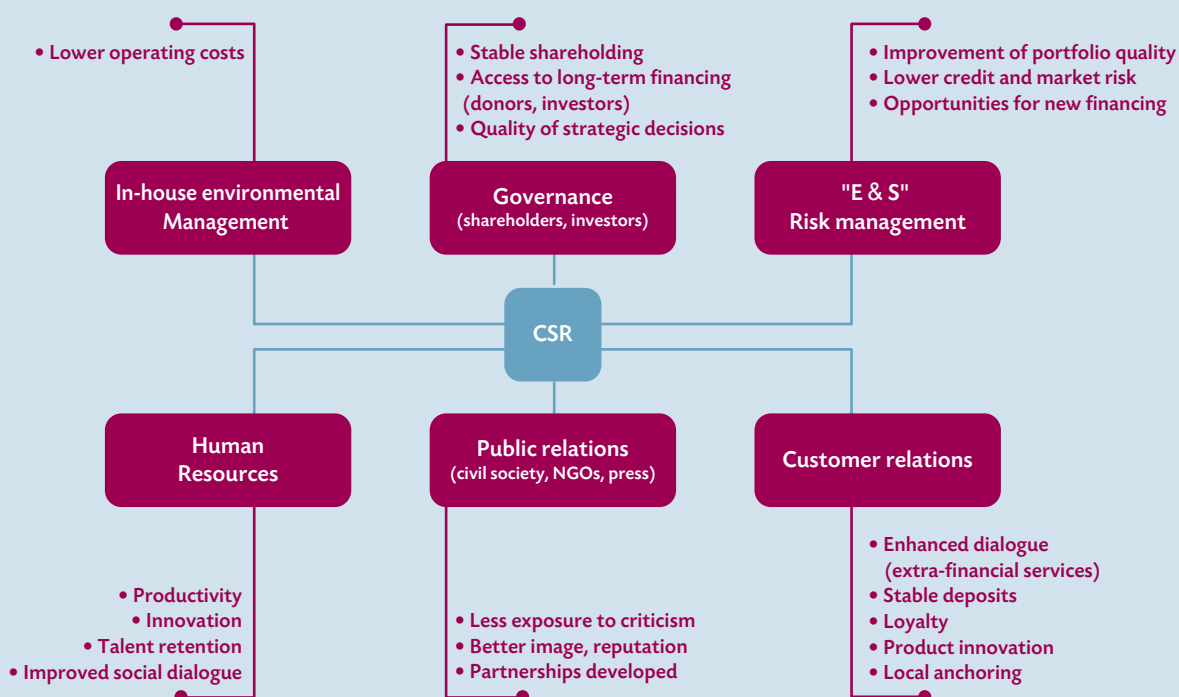 • Lower operating costs
• Stable shareholding
• Access to long-term financing
(donors, investors)
• Quality of strategic decisions
• Improvement of portfolio quality
• Lower credit and market risk
• Opportunities for new financing
In-house environmental
Management
Governance
(shareholders, investors)
"E & S"
Risk management
CSR
Human
Resources
Public relations
(civil society, NGOs, press)
Customer relations
• Productivity
• Innovation
• Talent retention
• Improved social dialogue
• Less exposure to criticism
• Better image, reputation
• Partnerships developed
• Enhanced dialogue
(extra-financial services)
• Stable deposits
• Loyalty
• Product innovation
• Local anchoring